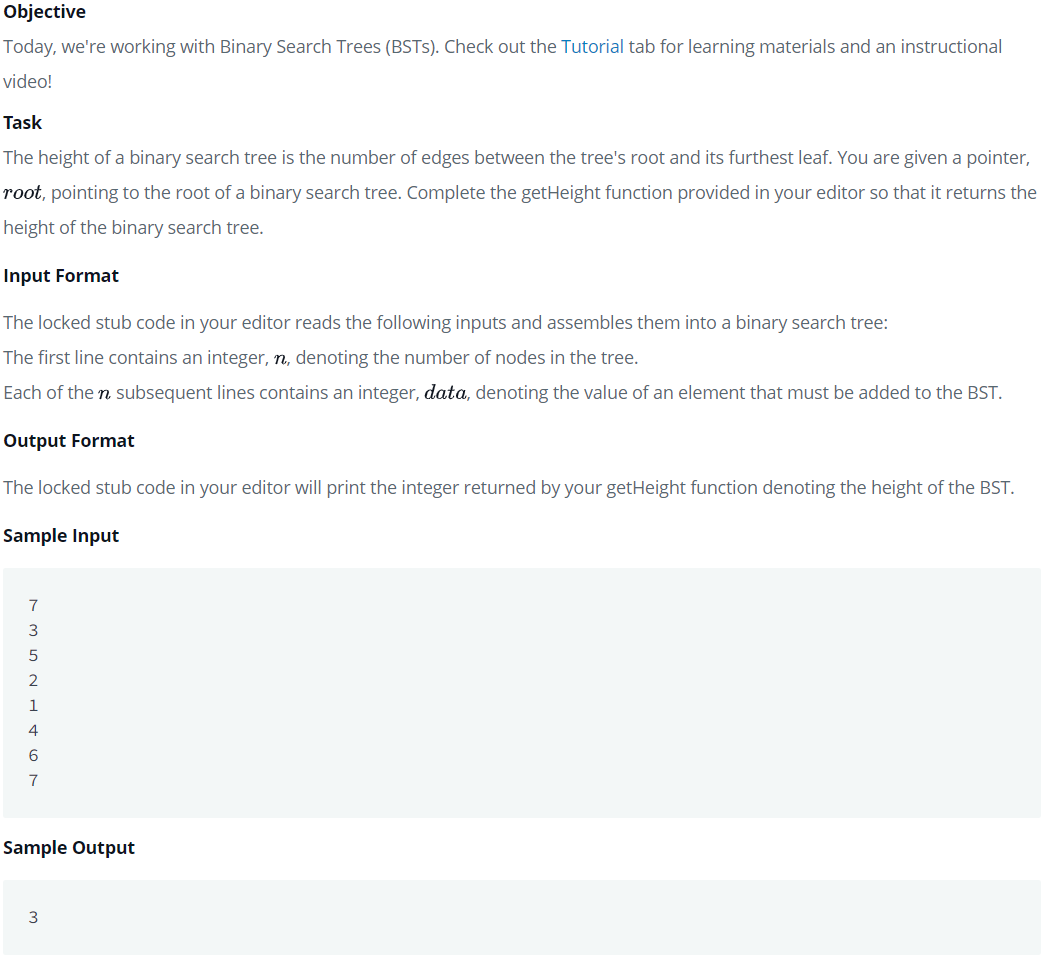 Objective
Today, we're working with Binary Search Trees (BSTs). Check out the Tutorial tab for learning materials and an instructional
video!
Task
The height of a binary search tree is the number of edges between the tree's root and its furthest leaf. You are given a pointer,
root, pointing to the root of a binary search tree. Complete the getHeight function provided in your editor so that it returns the
height of the binary search tree.
Input Format
The locked stub code in your editor reads the following inputs and assembles them into a binary search tree:
The first line contains an integer, n, denoting the number of nodes in the tree.
Each of the n subsequent lines contains an integer, data, denoting the value of an element that must be added to the BST.
Output Format
The locked stub code in your editor will print the integer returned by your getHeight function denoting the height of the BST.
Sample Input
7
3
5
2
1
4
6
7
Sample Output
3